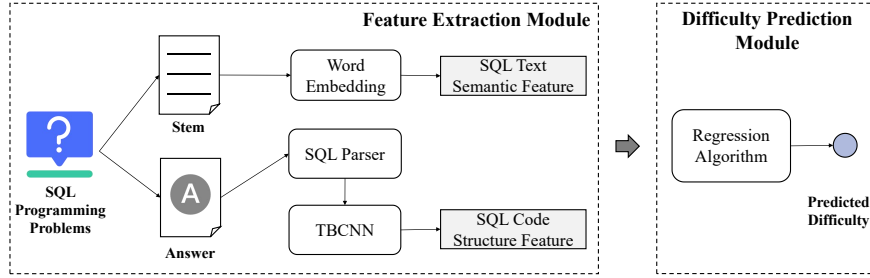 Feature Extraction Module
Difficulty Prediction
Module
?
Stem
Word
Embedding
SQL Text
Semantic Feature
SQL
Programming
Problems
A
Answer
SQL Parser
TBCNN
SQL Code
Structure Feature
Regression
Algorithm
Predicted
Difficulty